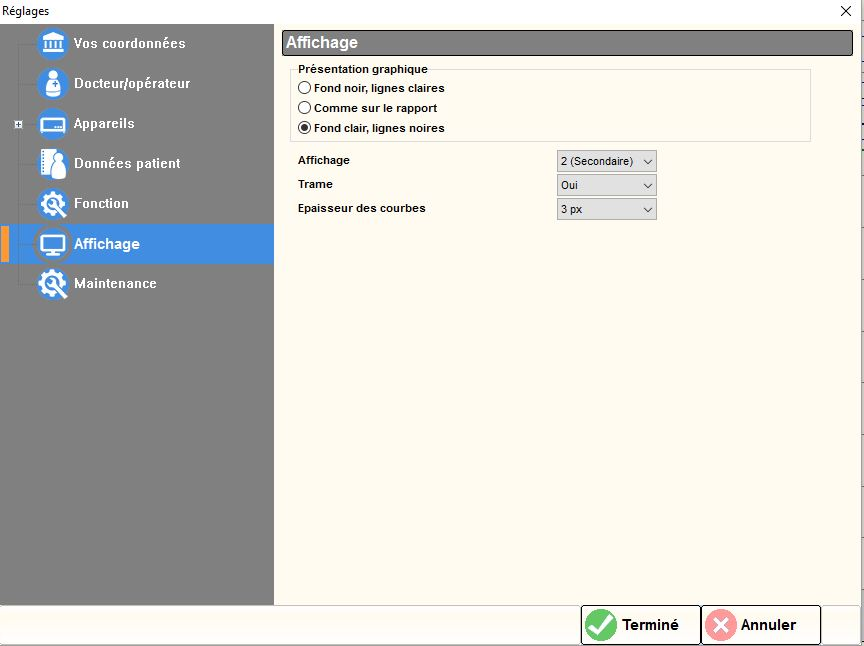 Réglages
Vos coordonnées
Docteur/opérateur
Appareils
Données patient
Fonction
Affichage
Maintenance
Affichage
Présentation graphique
Fond noir, lignes claires
Comme sur le rapport
Fond clair, lignes noires
Affichage 2 (Secondaire)
Trame Oui
Epaisseur des courbes 3 px
Terminé Annuler